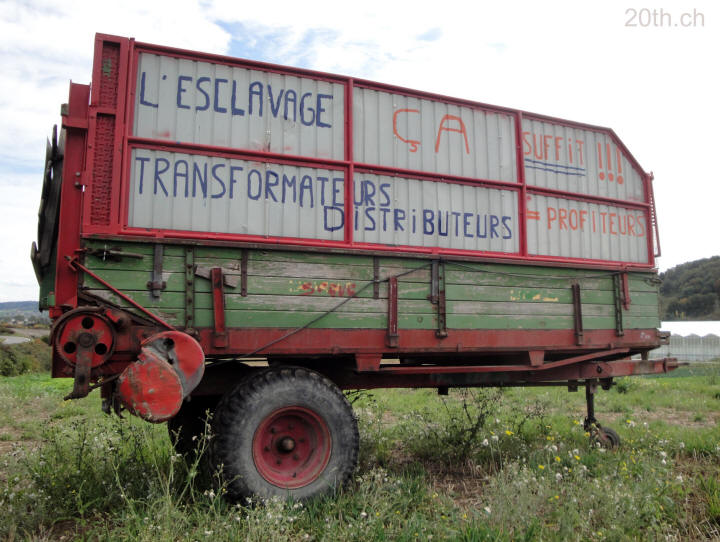 20th.ch
L'ESCLAVAGE ÇA SUFFIT !!!
TRANSFORMATEURS
DISTRIBUTEURS = PROFITEURS